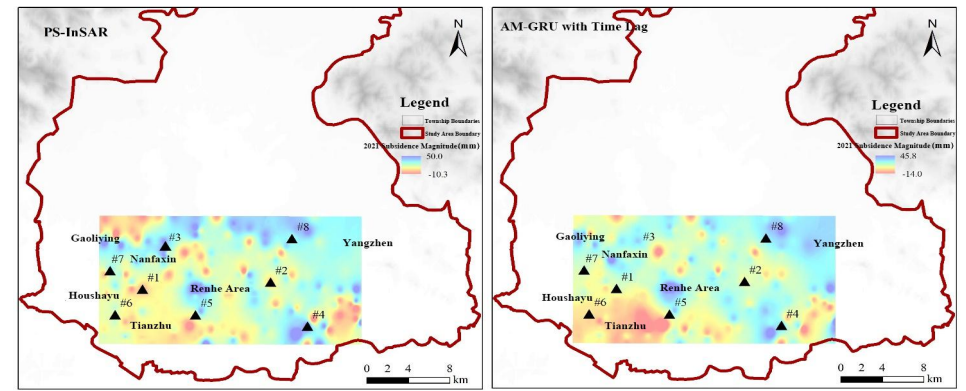 PS-InSAR
N
Legend
Township Boundaries
Study Area Boundary
2021 Subsidence Magnitude(mm)
50.0
-10.3
Gaoliying
#3
#8
Yangzhen
Nanfaxin
#7
#1
#2
Houshayu
Renhe Area
#6
#5
#4
Tianzhu
0 2 4 8
km
AM-GRU with Time Lag
N
Legend
Township Boundaries
Study Area Boundary
2021 Subsidence Magnitude(mm)
45.8
-14.0
Gaoliying
#3
#8
Yangzhen
Nanfaxin
#7
#1
#2
Houshayu
Renhe Area
#6
#5
#4
Tianzhu
0 2 4 8
km